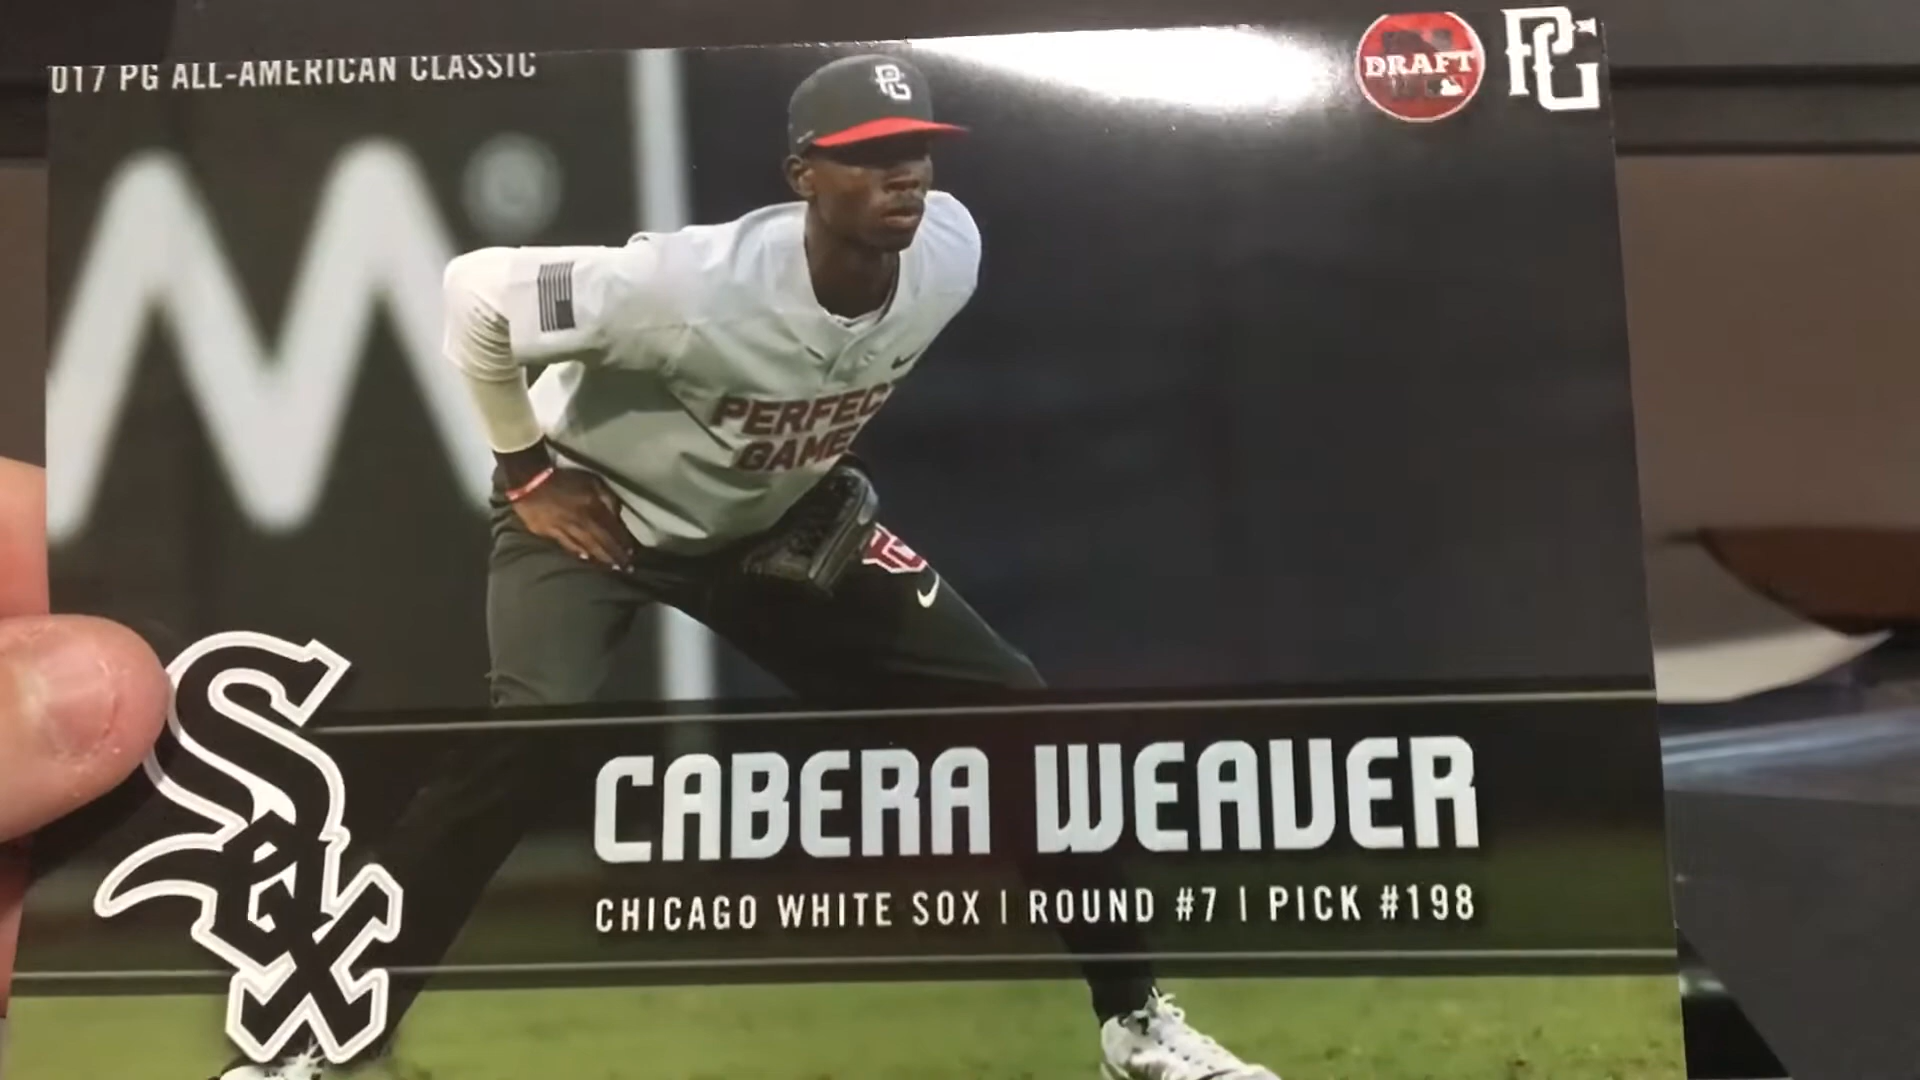 017 PG ALL-AMERICAN CLASSIC
DRAFT
PG
PG
PERFECT
GAME
SOX
CABERA WEAVER
CHICAGO WHITE SOX | ROUND #7 | PICK #198